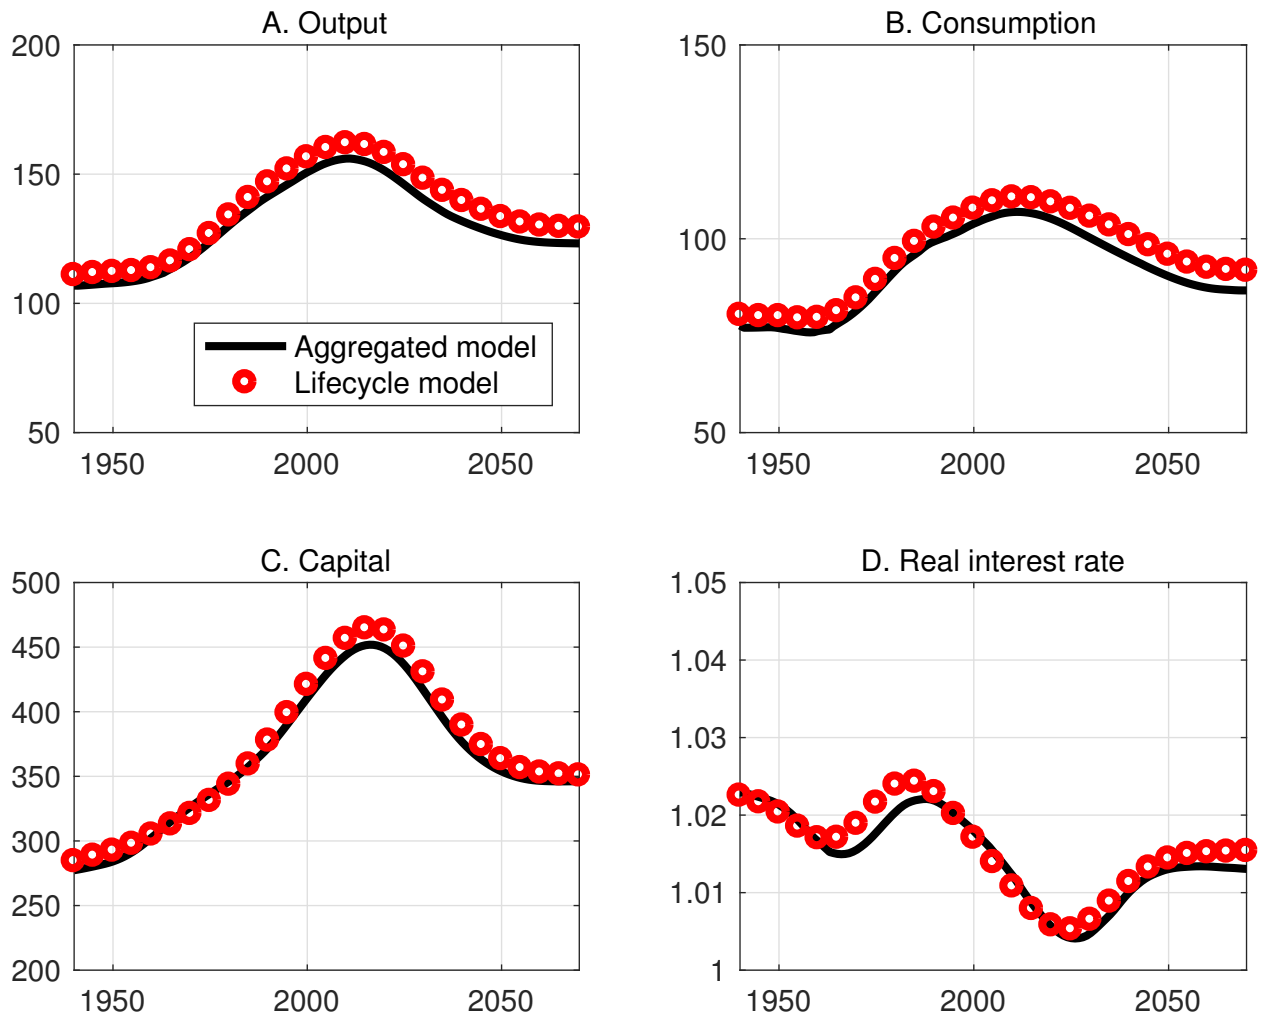 A. Output
200
150
100
50
1950 2000 2050
Aggregated model
Lifecycle model
B. Consumption
150
100
50
1950 2000 2050
C. Capital
500
450
400
350
300
250
200
1950 2000 2050
D. Real interest rate
1.05
1.04
1.03
1.02
1.01
1
1950 2000 2050